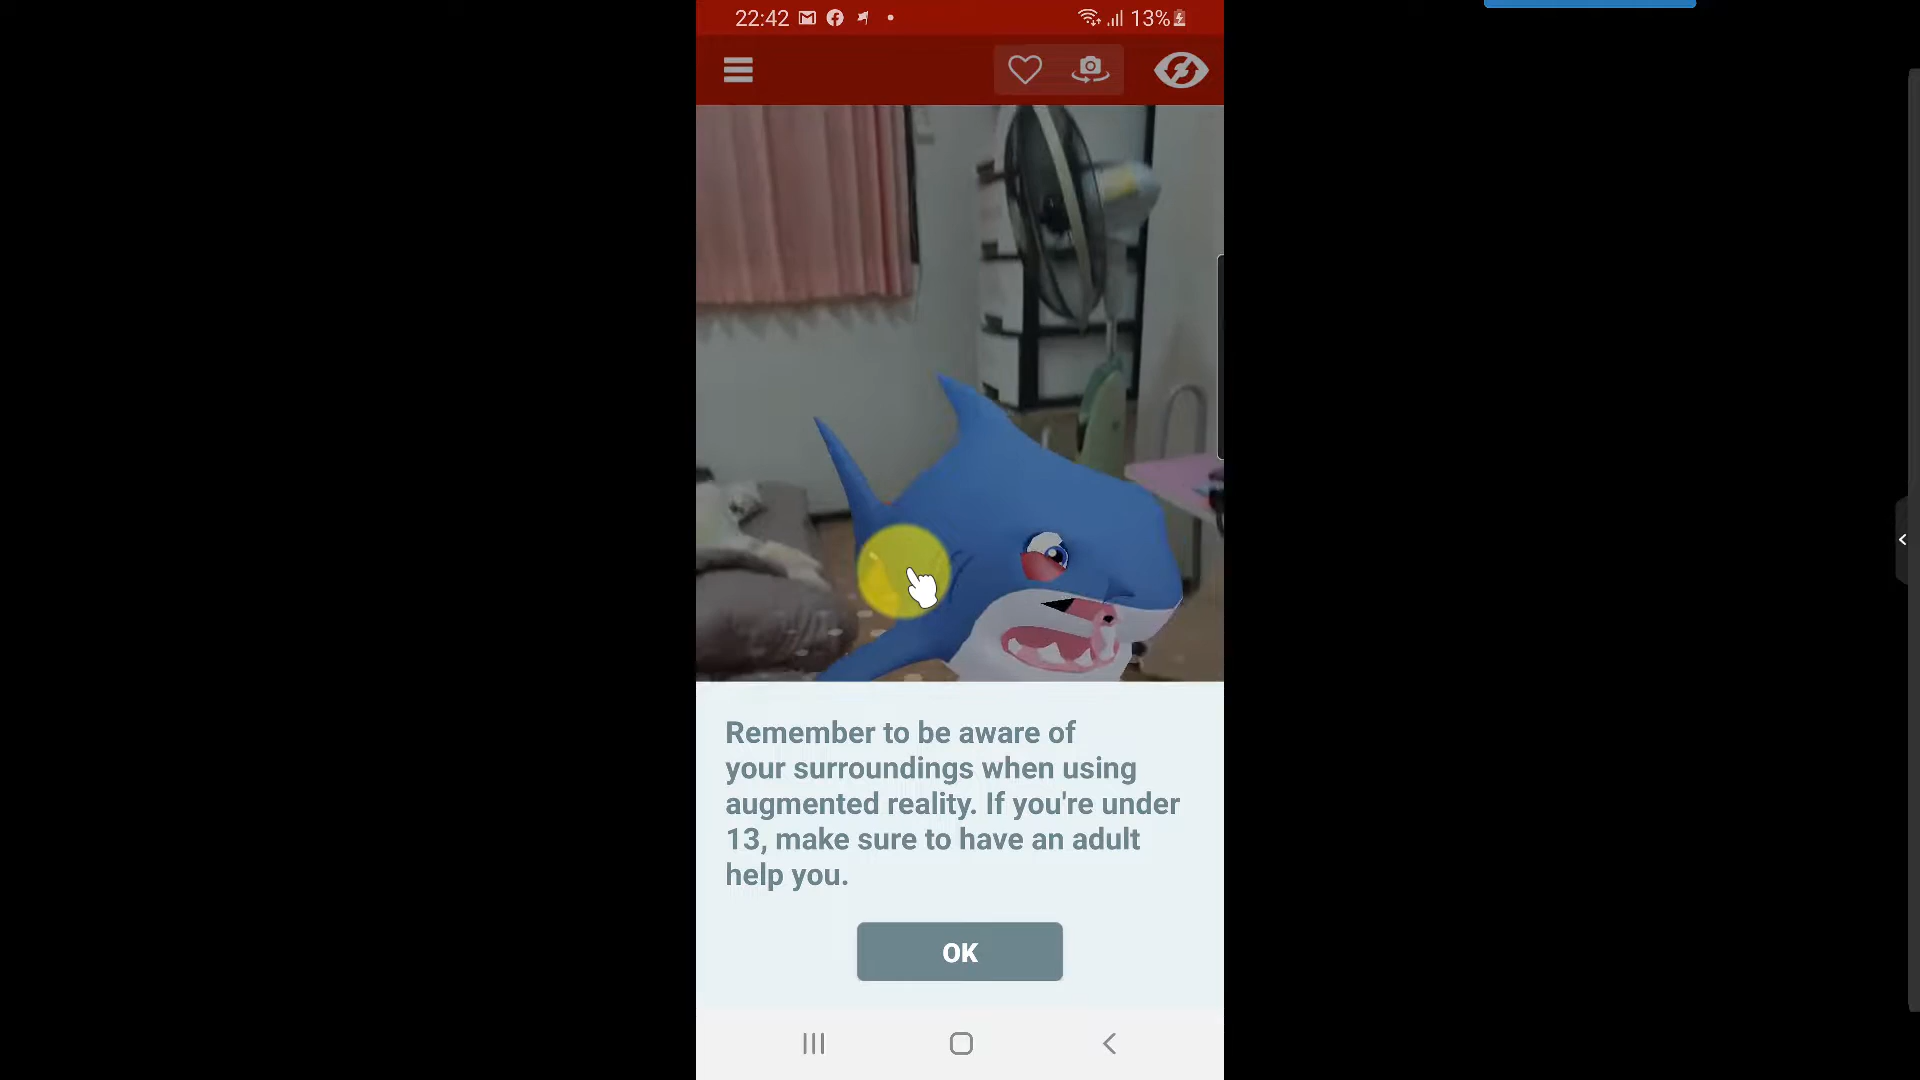 22:42
13%
Remember to be aware of
your surroundings when using
augmented reality. If you're under
13, make sure to have an adult
help you.
OK